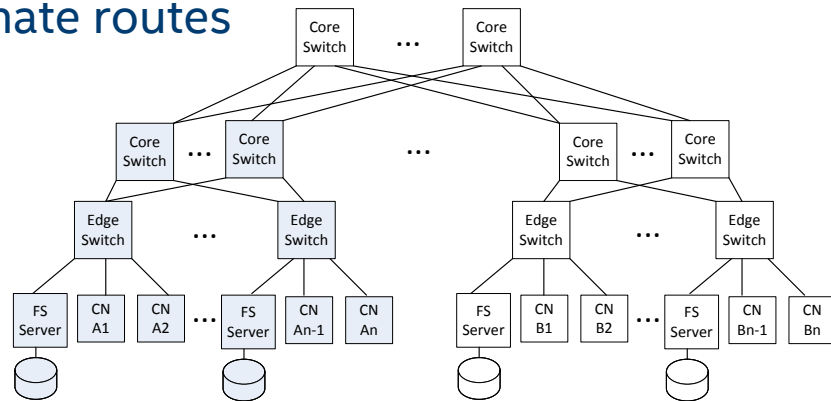 nate routes
Core
Switch
...
Core
Switch
Core
Switch
...
Core
Switch
...
Core
Switch
...
Core
Switch
Edge
Switch
...
Edge
Switch
Edge
Switch
...
Edge
Switch
FS
Server
CN
A1
CN
A2
...
FS
Server
CN
An-1
CN
An
FS
Server
CN
B1
CN
B2
...
FS
Server
CN
Bn-1
CN
Bn